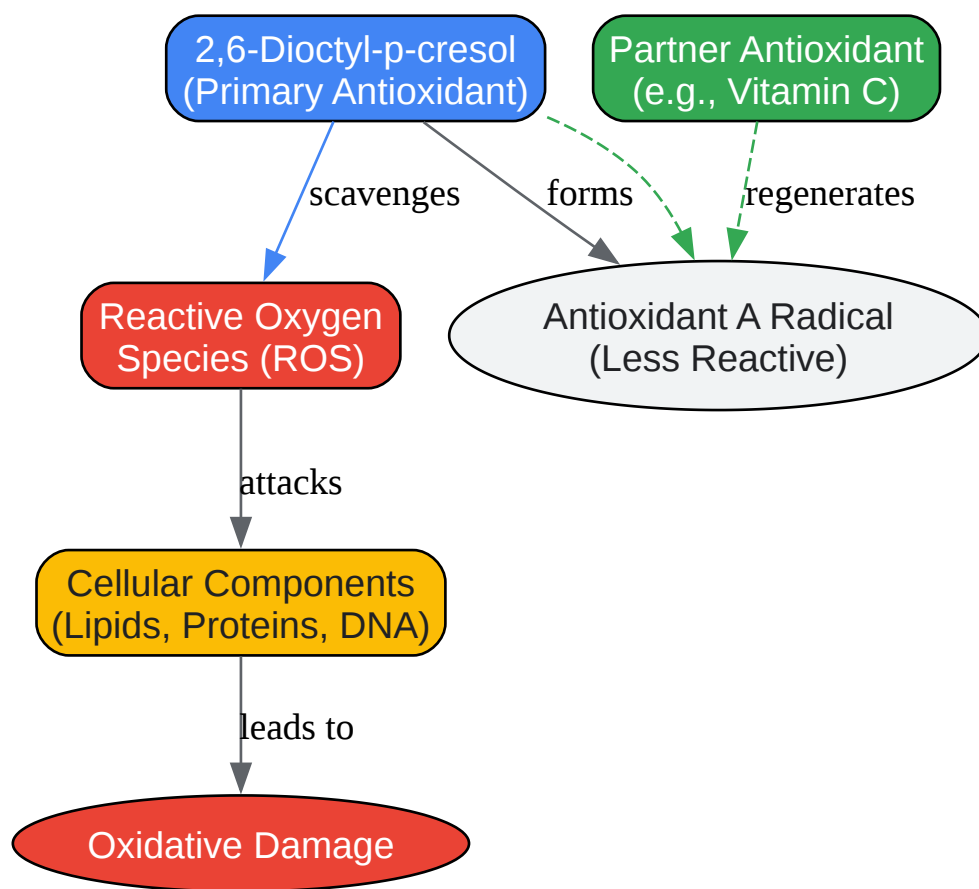 2,6-Dioctyl-p-cresol
(Primary Antioxidant)
Partner Antioxidant
(e.g., Vitamin C)
scavenges
forms
regenerates
Reactive Oxygen
Species (ROS)
Antioxidant A Radical
(Less Reactive)
attacks
Cellular Components
(Lipids, Proteins, DNA)
leads to
Oxidative Damage